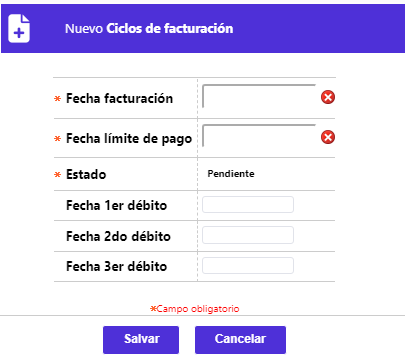 Nuevo Ciclos de facturación
* Fecha facturación
* Fecha límite de pago
* Estado Pendiente
Fecha 1er débito
Fecha 2do débito
Fecha 3er débito
*Campo obligatorio
Salvar Cancelar